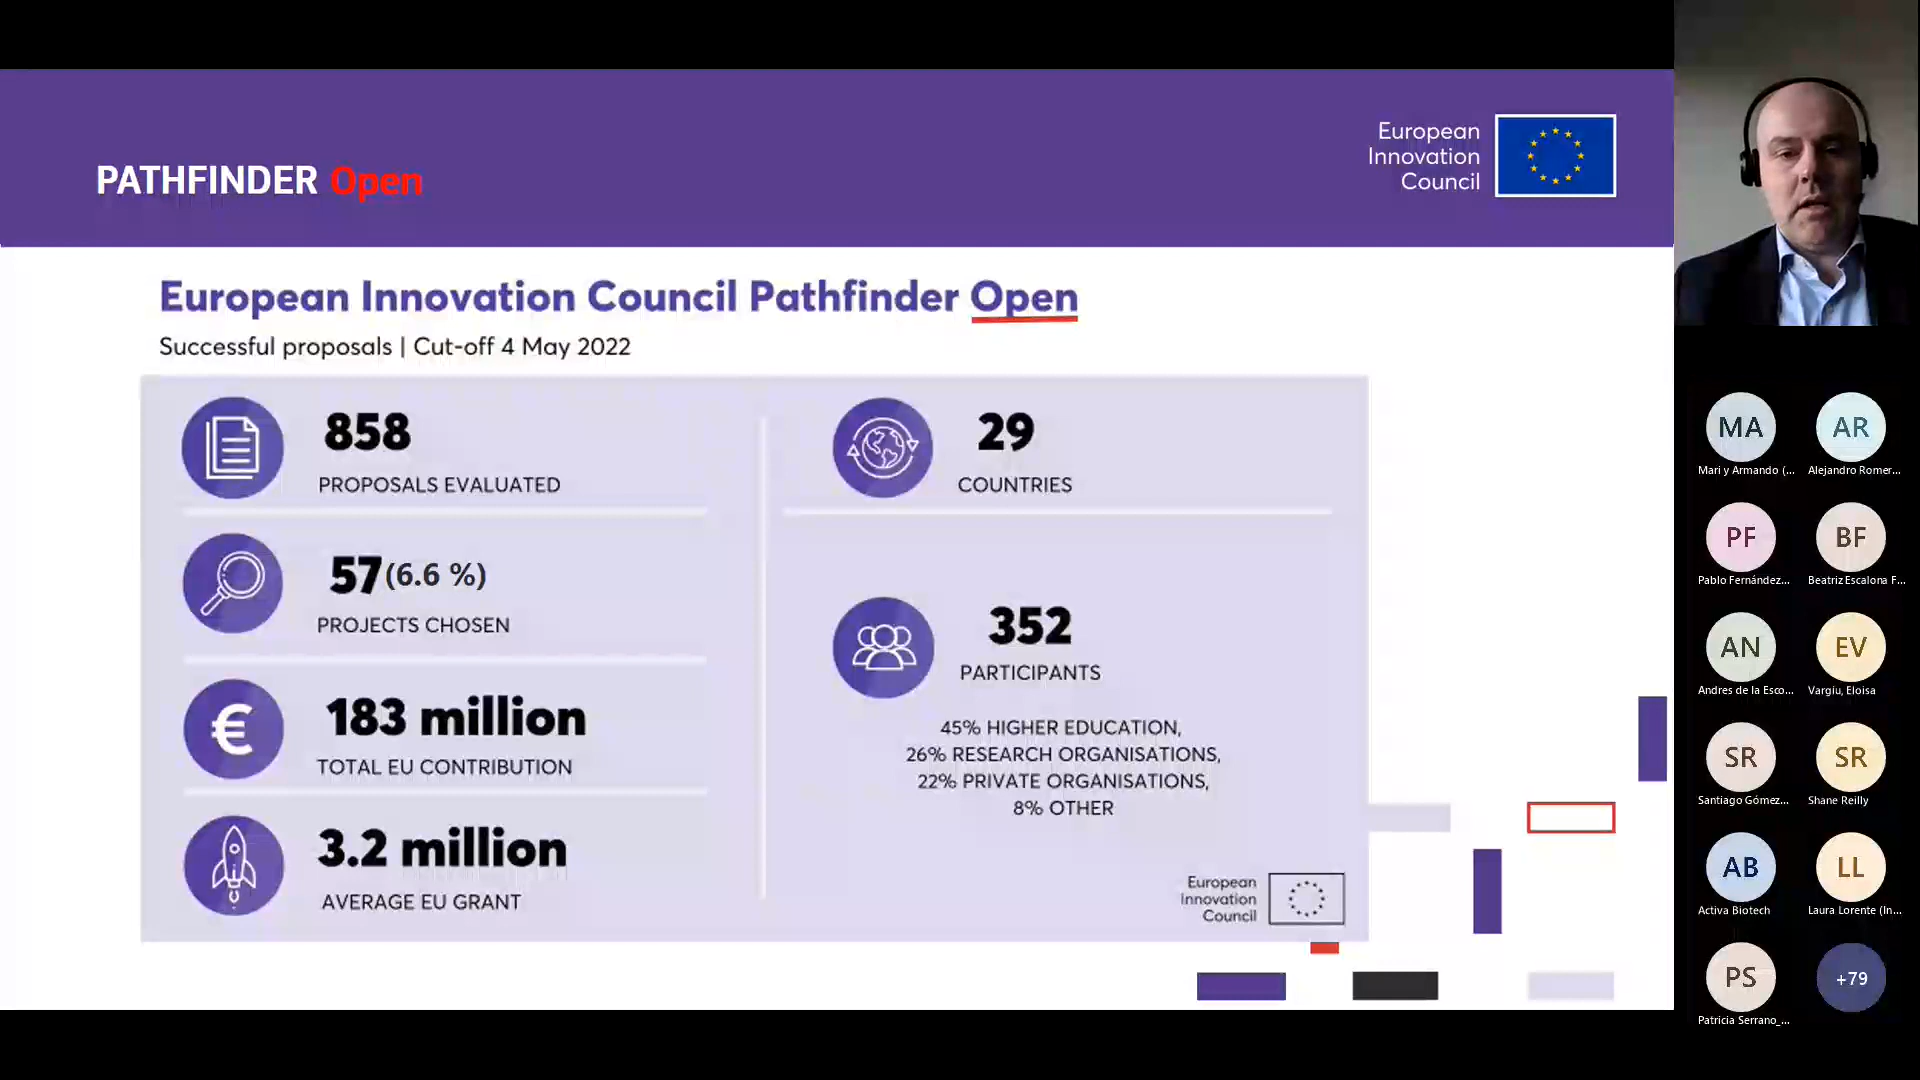 PATHFINDER Open
European
Innovation
Council
European Innovation Council Pathfinder Open
Successful proposals | Cut-off 4 May 2022
858
PROPOSALS EVALUATED
57(6.6 %)
PROJECTS CHOSEN
183 million
TOTAL EU CONTRIBUTION
3.2 million
AVERAGE EU GRANT
29
COUNTRIES
352
PARTICIPANTS
45% HIGHER EDUCATION,
26% RESEARCH ORGANISATIONS,
22% PRIVATE ORGANISATIONS,
8% OTHER
European
Innovation
Council
MA
Mari y Armando (...
AR
Alejandro Romer...
PF
Pablo Fernández...
BF
Beatriz Escalona F...
AN
Andres de la Esco...
EV
Vargiu, Eloisa
SR
Santiago Gómez...
SR
Shane Reilly
AB
Activa Biotech
LL
Laura Lorente (In...
PS
Patricia Serrano_...
+79